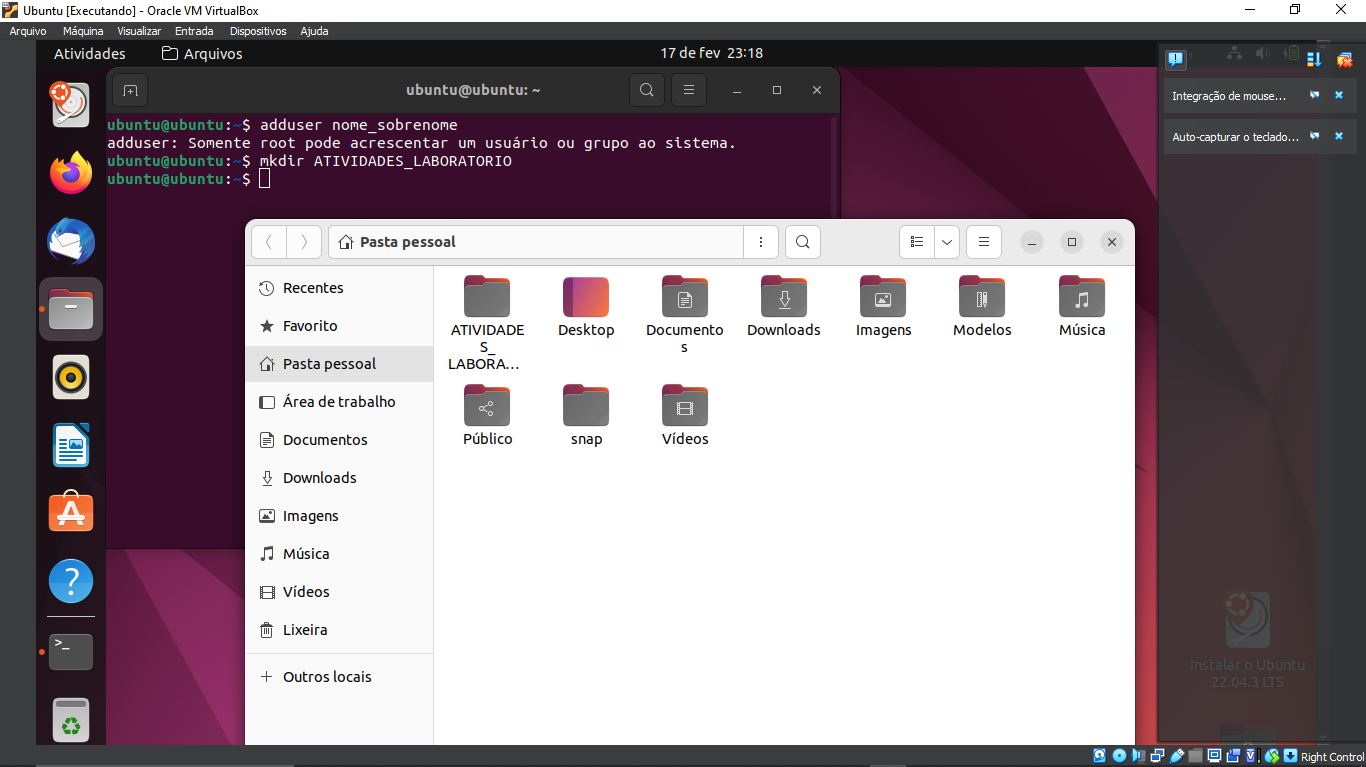 Ubuntu [Executando] - Oracle VM VirtualBox
Arquivo Máquina Visualizar Entrada Dispositivos Ajuda
Atividades Arquivos 17 de fev 23:18
ubuntu@ubuntu: ~
ubuntu@ubuntu:~$ adduser nome_sobrenome
adduser: Somente root pode acrescentar um usuário ou grupo ao sistema.
ubuntu@ubuntu:~$ mkdir ATIVIDADES_LABORATORIO
ubuntu@ubuntu:~$
Integração de mouse...
Auto-capturar o teclado...
Pasta pessoal
Recentes
Favorito
Pasta pessoal
Área de trabalho
Documentos
Downloads
Imagens
Música
Vídeos
Lixeira
Outros locais
ATIVIDADE
S_
LABORA...
Desktop
Documento
s
Downloads
Imagens
Modelos
Música
Público
snap
Vídeos
Instalar o Ubuntu
22.04.3 LTS
Right Control